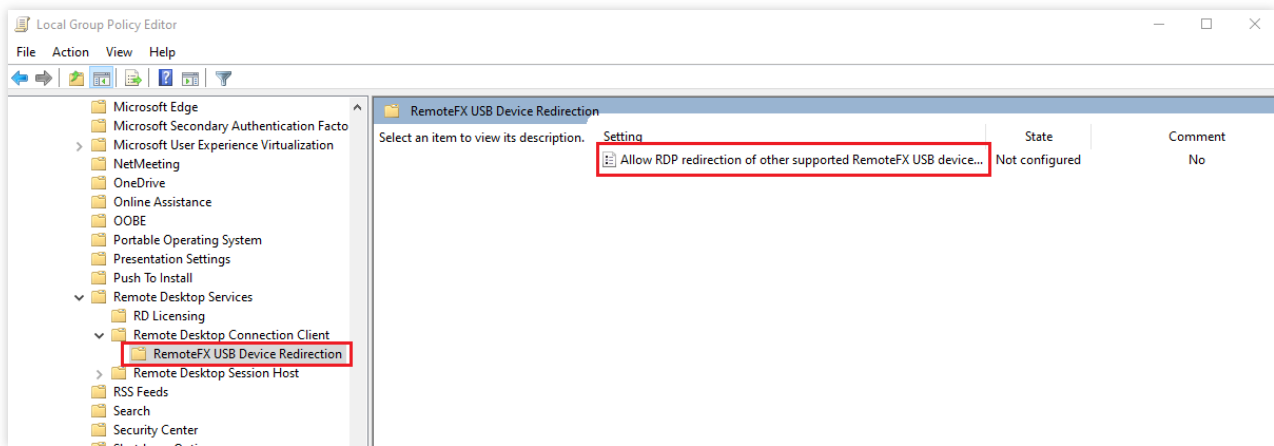 Local Group Policy Editor
File Action View Help
Microsoft Edge
Microsoft Secondary Authentication Facto
Microsoft User Experience Virtualization
NetMeeting
OneDrive
Online Assistance
OOBE
Portable Operating System
Presentation Settings
Push To Install
Remote Desktop Services
RD Licensing
Remote Desktop Connection Client
RemoteFX USB Device Redirection
Remote Desktop Session Host
RSS Feeds
Search
Security Center
RemoteFX USB Device Redirection
Select an item to view its description.
Setting State Comment
Allow RDP redirection of other supported RemoteFX USB device... Not configured No